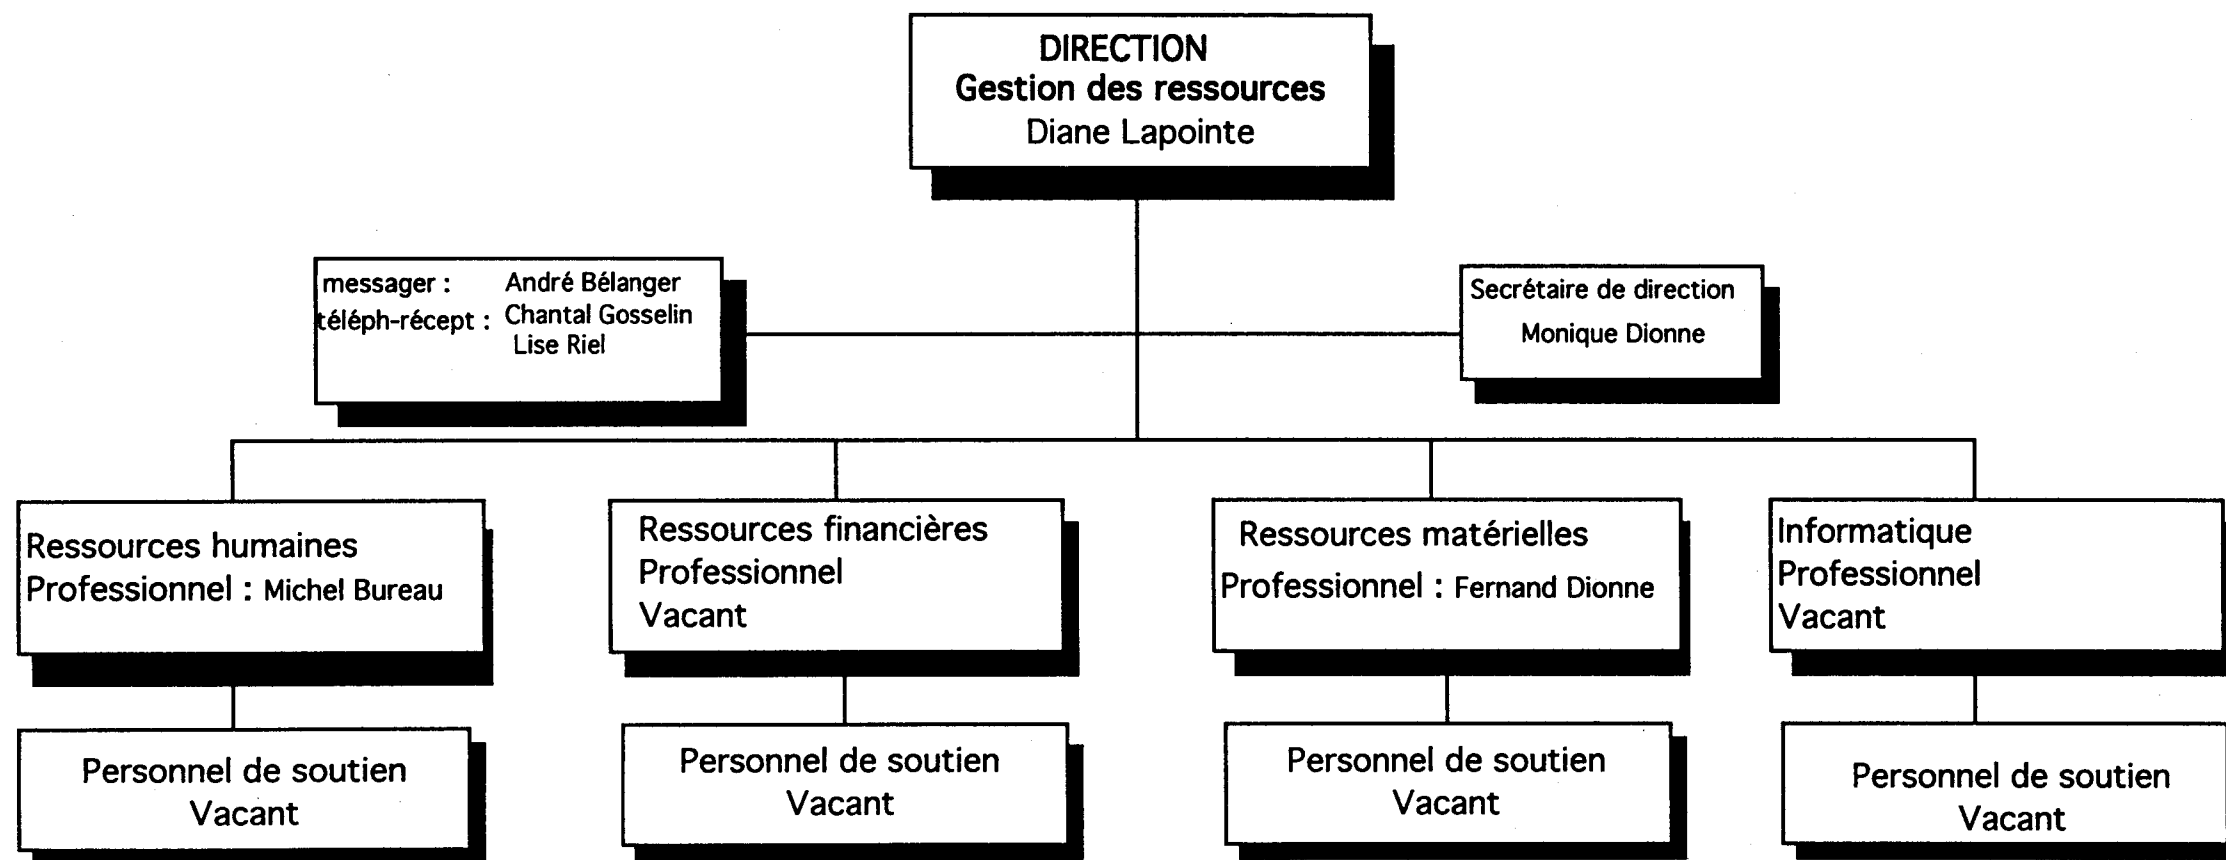 DIRECTION
Gestion des ressources
Diane Lapointe
messager : André Bélanger
téléph-récept : Chantal Gosselin
Lise Riel
Secrétaire de direction
Monique Dionne
Ressources humaines
Professionnel : Michel Bureau
Ressources financières
Professionnel
Vacant
Ressources matérielles
Professionnel : Fernand Dionne
Informatique
Professionnel
Vacant
Personnel de soutien
Vacant
Personnel de soutien
Vacant
Personnel de soutien
Vacant
Personnel de soutien
Vacant